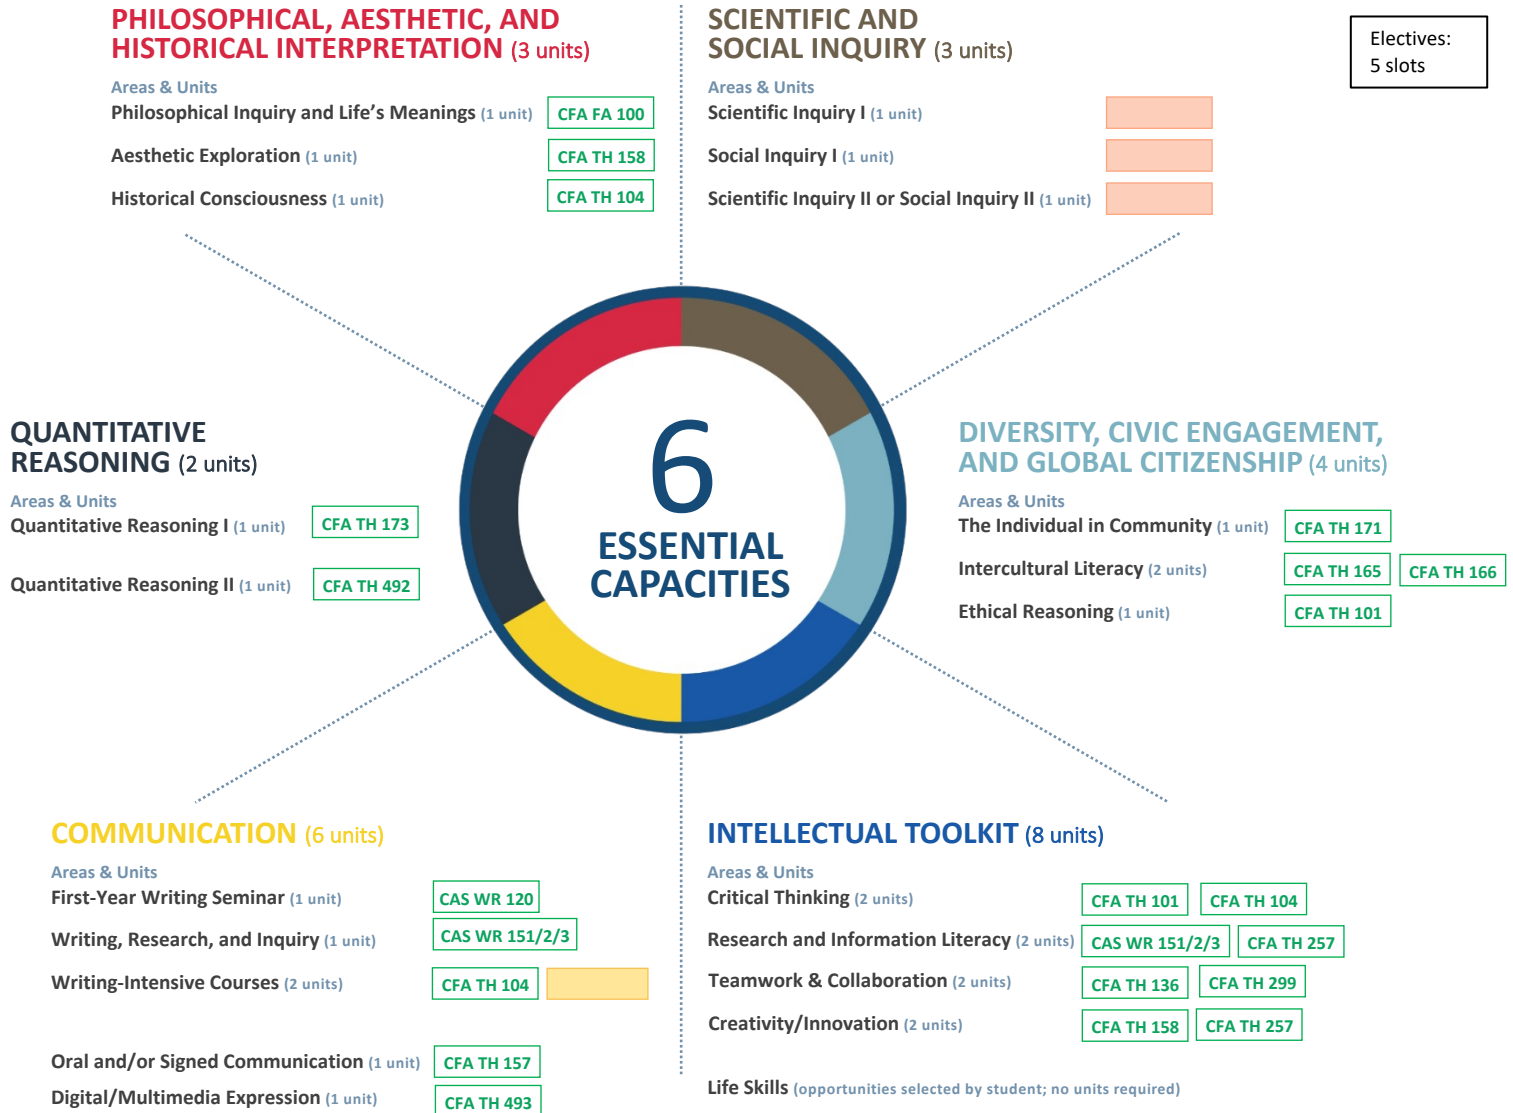 PHILOSOPHICAL, AESTHETIC, AND
HISTORICAL INTERPRETATION (3 units)
Areas & Units
Philosophical Inquiry and Life's Meanings (1 unit) CFA FA 100
Aesthetic Exploration (1 unit) CFA TH 158
Historical Consciousness (1 unit) CFA TH 104
SCIENTIFIC AND
SOCIAL INQUIRY (3 units)
Areas & Units
Scientific Inquiry I (1 unit)
Social Inquiry I (1 unit)
Scientific Inquiry II or Social Inquiry II (1 unit)
Electives:
5 slots
QUANTITATIVE
REASONING (2 units)
Areas & Units
Quantitative Reasoning I (1 unit) CFA TH 173
Quantitative Reasoning II (1 unit) CFA TH 492
6
ESSENTIAL
CAPACITIES
DIVERSITY, CIVIC ENGAGEMENT,
AND GLOBAL CITIZENSHIP (4 units)
Areas & Units
The Individual in Community (1 unit) CFA TH 171
Intercultural Literacy (2 units) CFA TH 165 CFA TH 166
Ethical Reasoning (1 unit) CFA TH 101
COMMUNICATION (6 units)
Areas & Units
First-Year Writing Seminar (1 unit) CAS WR 120
Writing, Research, and Inquiry (1 unit) CAS WR 151/2/3
Writing-Intensive Courses (2 units) CFA TH 104
Oral and/or Signed Communication (1 unit) CFA TH 157
Digital/Multimedia Expression (1 unit) CFA TH 493
INTELLECTUAL TOOLKIT (8 units)
Areas & Units
Critical Thinking (2 units) CFA TH 101 CFA TH 104
Research and Information Literacy (2 units) CAS WR 151/2/3 CFA TH 257
Teamwork & Collaboration (2 units) CFA TH 136 CFA TH 299
Creativity/Innovation (2 units) CFA TH 158 CFA TH 257
Life Skills (opportunities selected by student; no units required)